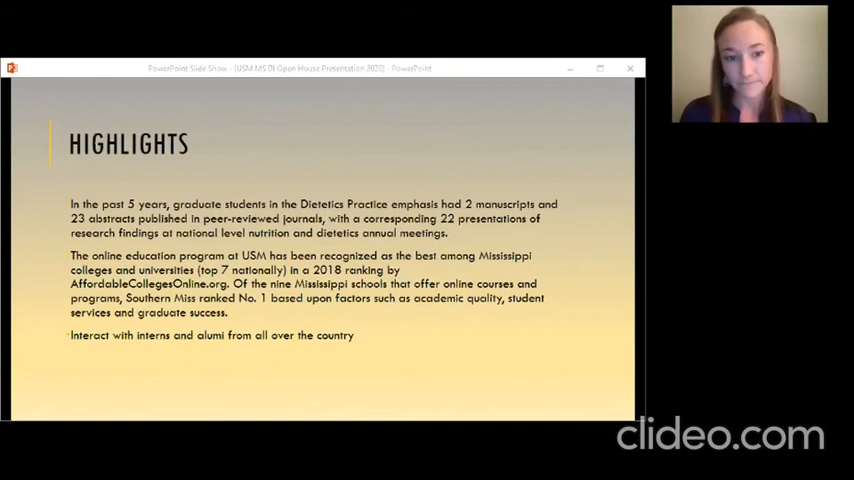 PowerPoint Slide Show - [USM MS DI Open House Presentation 2020] - PowerPoint
HIGHLIGHTS
In the past 5 years, graduate students in the Dietetics Practice emphasis had 2 manuscripts and
23 abstracts published in peer-reviewed journals, with a corresponding 22 presentations of
research findings at national level nutrition and dietetics annual meetings.
The online education program at USM has been recognized as the best among Mississippi
colleges and universities (top 7 nationally) in a 2018 ranking by
AffordableCollegesOnline.org. Of the nine Mississippi schools that offer online courses and
programs, Southern Miss ranked No. 1 based upon factors such as academic quality, student
services and graduate success.
Interact with interns and alumi from all over the country
clideo.com